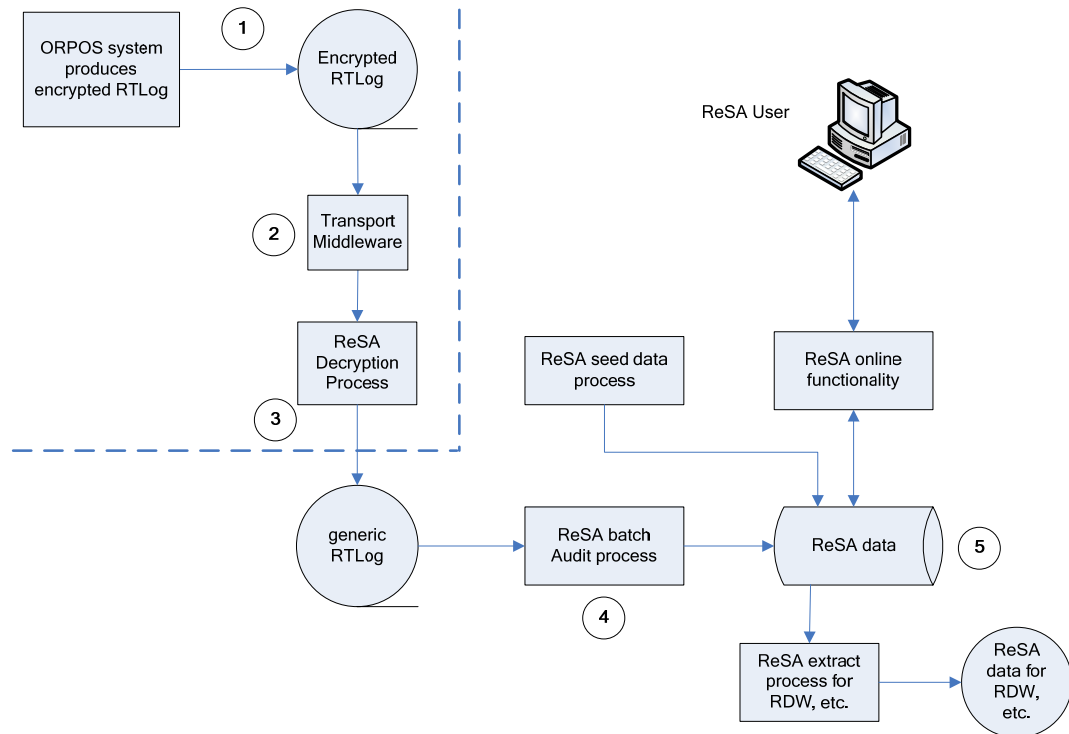 1
ORPOS system
produces
encrypted RTLog
Encrypted
RTLog
ReSA User
2
Transport
Middleware
ReSA
Decryption
Process
3
ReSA seed data
process
ReSA online
functionality
generic
RTLog
ReSA batch
Audit process
4
ReSA data
5
ReSA extract
process for
RDW, etc.
ReSA
data for
RDW,
etc.